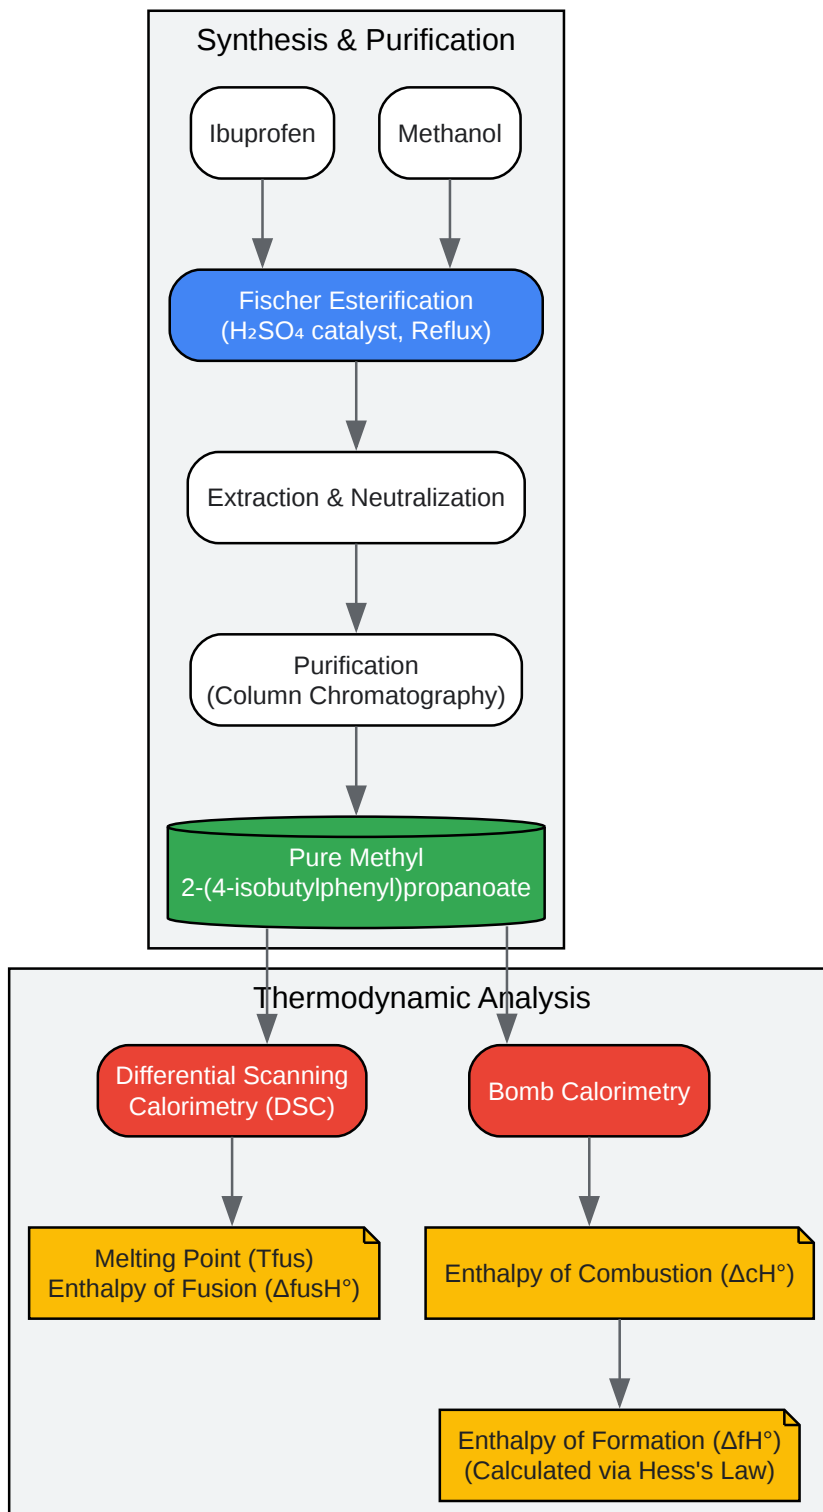 Synthesis & Purification
Ibuprofen
Methanol
Fischer Esterification
(H₂SO₄ catalyst, Reflux)
Extraction & Neutralization
Purification
(Column Chromatography)
Pure Methyl
2-(4-isobutylphenyl)propanoate
Thermodynamic Analysis
Differential Scanning
Calorimetry (DSC)
Bomb Calorimetry
Melting Point (Tfus)
Enthalpy of Fusion (ΔfusH°)
Enthalpy of Combustion (ΔcH°)
Enthalpy of Formation (ΔfH°)
(Calculated via Hess's Law)